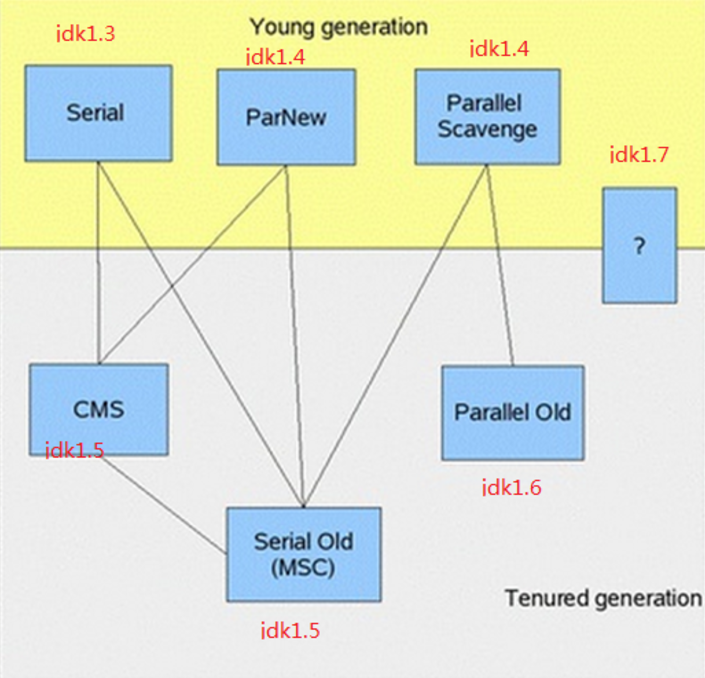 Young generation
jdk1.3
jdk1.4
jdk1.4
Serial
ParNew
Parallel
Scavenge
jdk1.7
?
CMS
jdk1.5
Parallel Old
jdk1.6
Serial Old
(MSC)
jdk1.5
Tenured generation